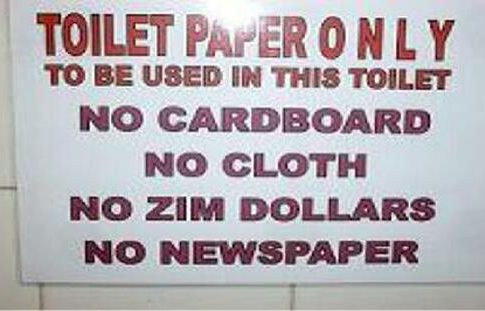 TOILET PAPER O N L Y
TO BE USED IN THIS TOILET
NO CARDBOARD
NO CLOTH
NO ZIM DOLLARS
NO NEWSPAPER